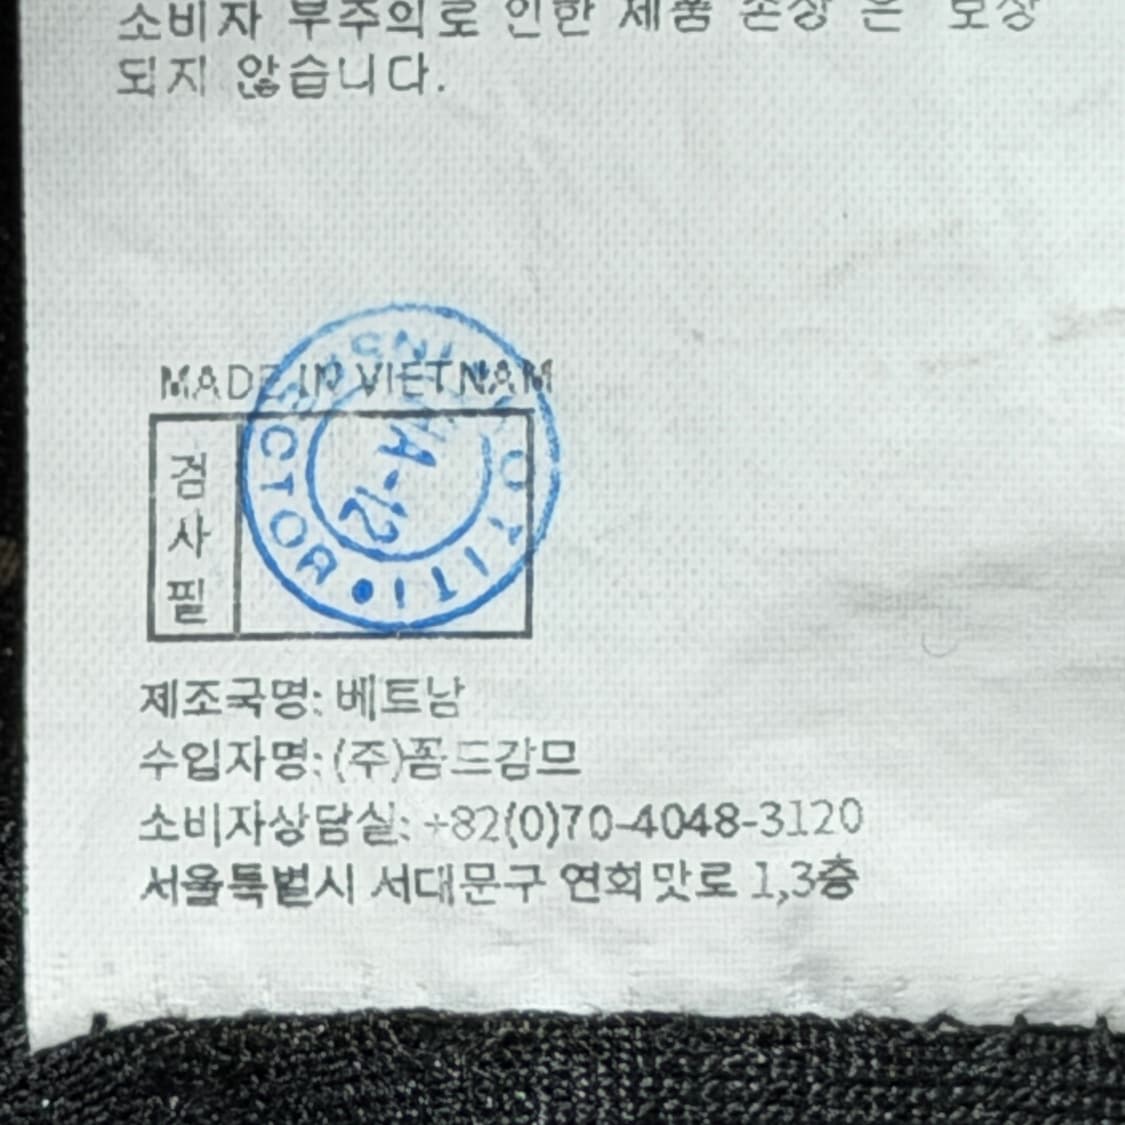 소비자 부주의로 인한 제품 손상 은 보상
되지 않습니다.
MADE IN VIETNAM
검
사
필
INSPECTOR
HA-12
제조국명: 베트남
수입자명: (주)꼼드감므
소비자상담실: +82(0)70-4048-3120
서울특별시 서대문구 연희맛로 1,3층